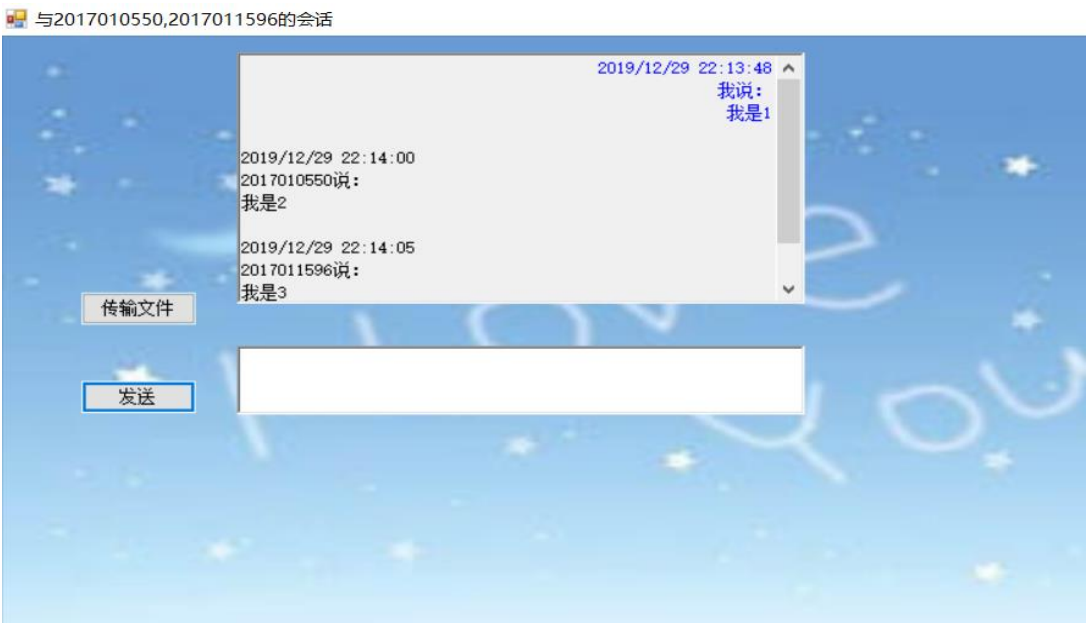 与2017010550,2017011596的会话
2019/12/29 22:13:48
我说：
我是1
2019/12/29 22:14:00
2017010550说：
我是2
2019/12/29 22:14:05
2017011596说：
我是3
传输文件
发送
I Love You